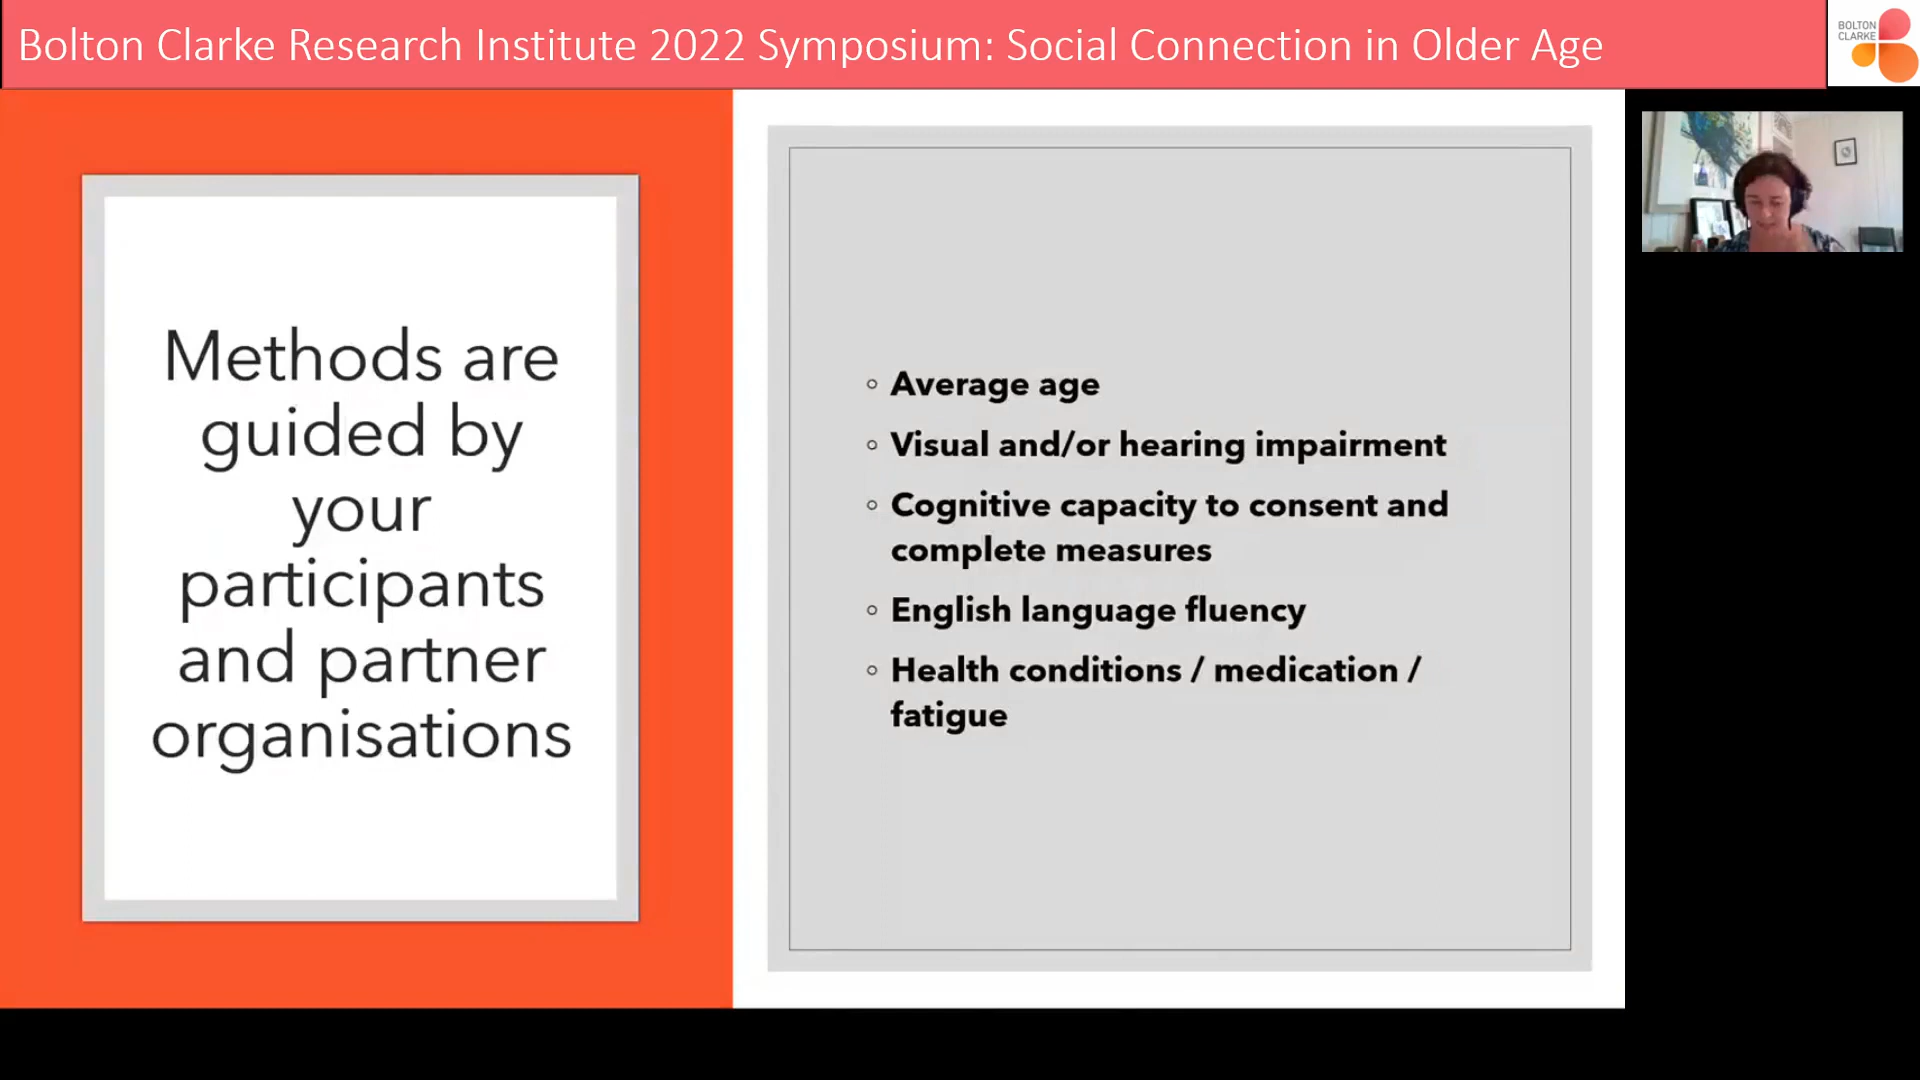 Bolton Clarke Research Institute 2022 Symposium: Social Connection in Older Age
BOLTON
CLARKE
Methods are
guided by
your
participants
and partner
organisations
◦ Average age
◦ Visual and/or hearing impairment
◦ Cognitive capacity to consent and
complete measures
◦ English language fluency
◦ Health conditions / medication /
fatigue